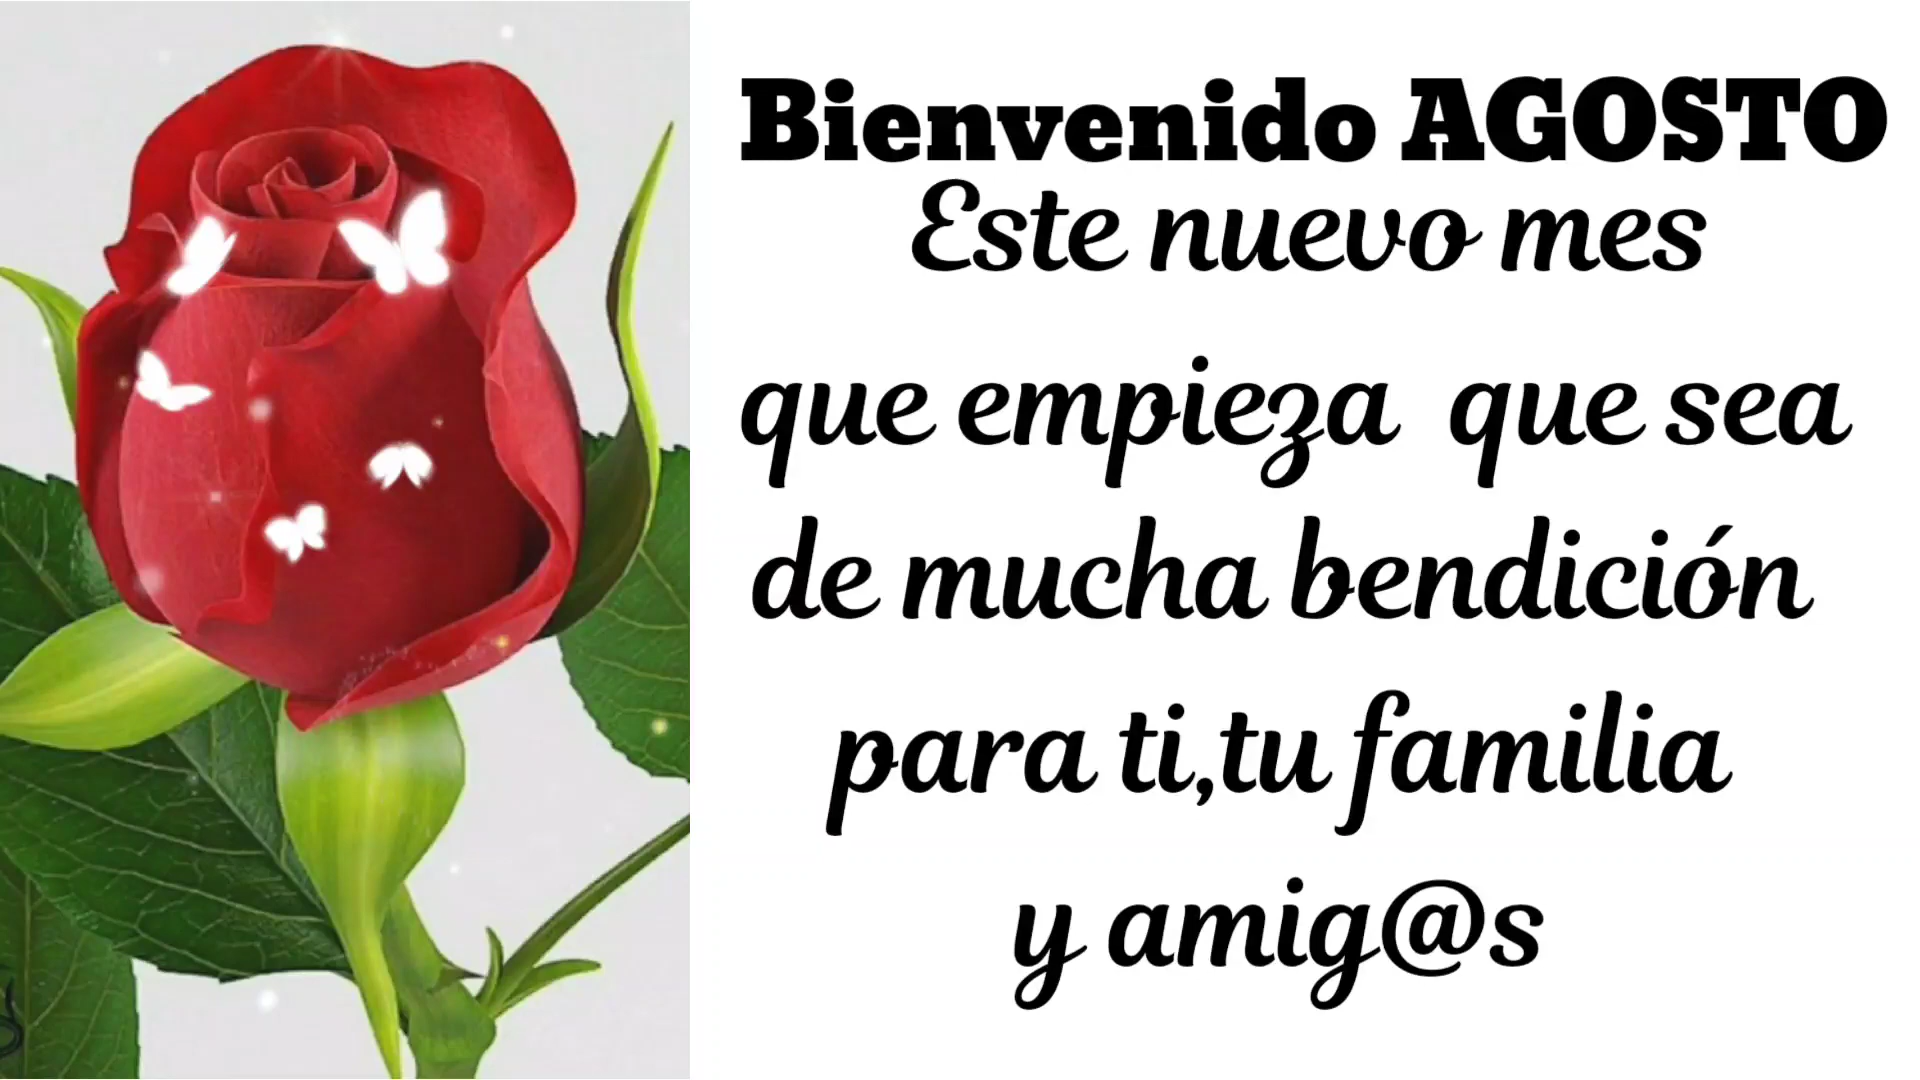 Bienvenido AGOSTO
Este nuevo mes
que empieza que sea
de mucha bendición
para ti,tu familia
y amig@s